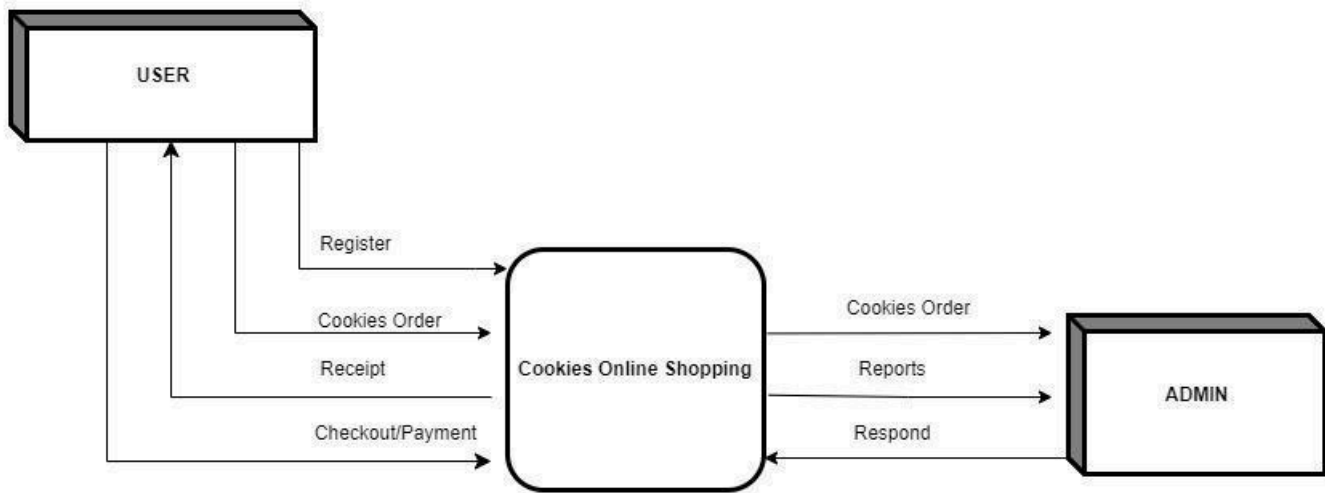 USER
Register
Cookies Order
Receipt
Checkout/Payment
Cookies Online Shopping
Cookies Order
Reports
Respond
ADMIN